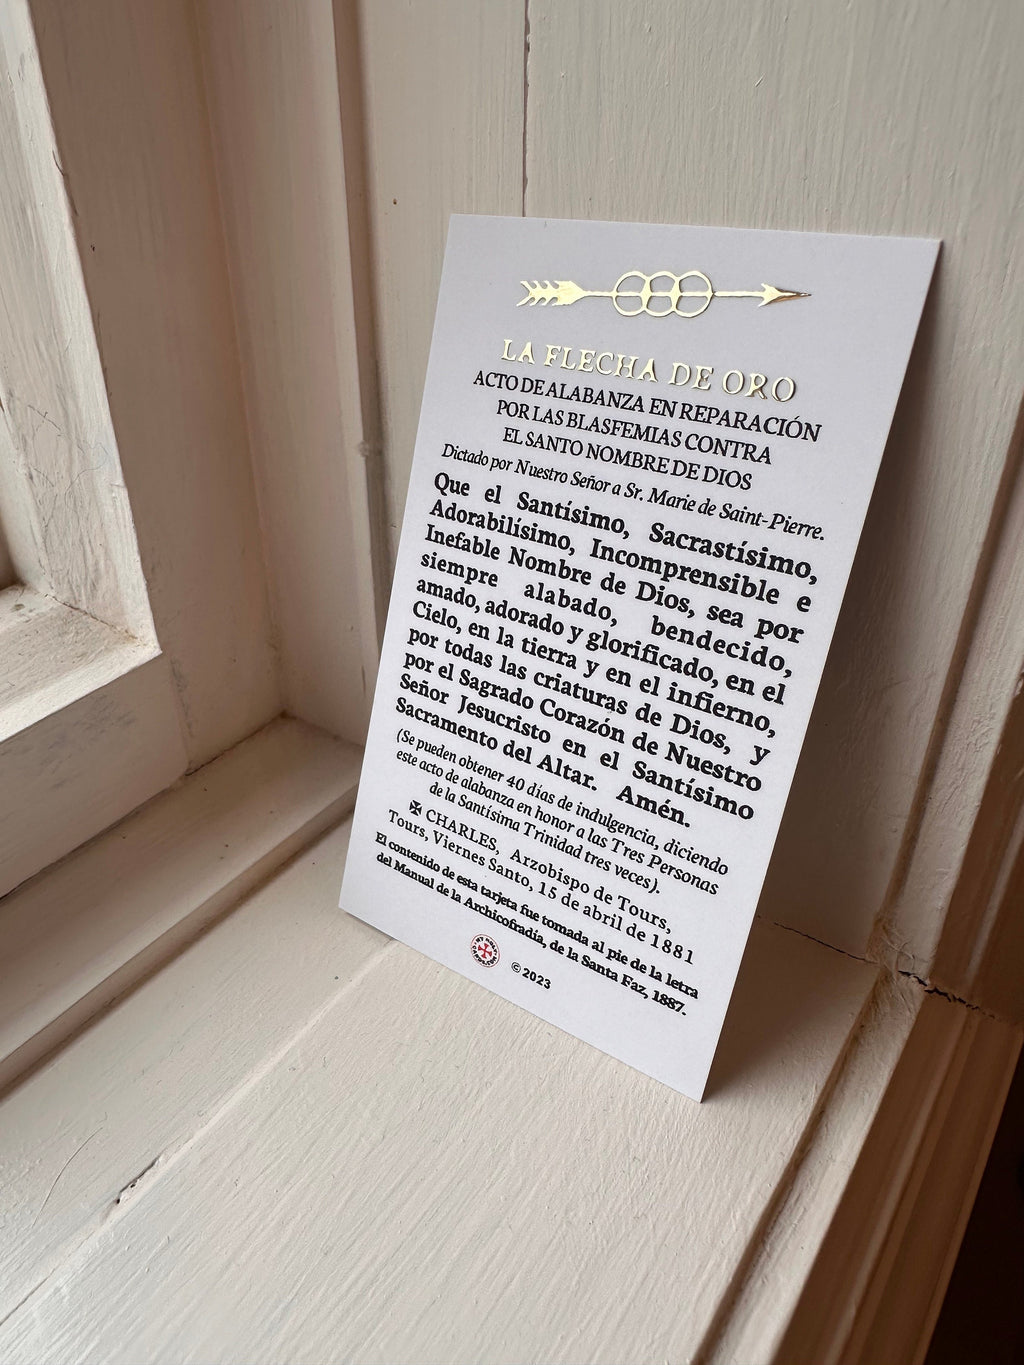 LA FLECHA DE ORO
ACTO DE ALABANZA EN REPARACIÓN
POR LAS BLASFEMIAS CONTRA
EL SANTO NOMBRE DE DIOS
Dictado por Nuestro Señor a Sr. Marie de Saint-Pierre.
Que el Santísimo, Sacrastísimo,
Adorabilísimo, Incomprensible e
Inefable Nombre de Dios, sea por
siempre alabado, bendecido,
amado, adorado y glorificado, en el
Cielo, en la tierra y en el infierno,
por todas las criaturas de Dios, y
por el Sagrado Corazón de Nuestro
Señor Jesucristo en el Santísimo
Sacramento del Altar. Amén.
(Se pueden obtener 40 días de indulgencia, diciendo
este acto de alabanza en honor a las Tres Personas
de la Santísima Trinidad tres veces).
✠ CHARLES, Arzobispo de Tours,
Tours, Viernes Santo, 15 de abril de 1881
El contenido de esta tarjeta fue tomada al pie de la letra
del Manual de la Archicofradía, de la Santa Faz, 1887.
© 2023